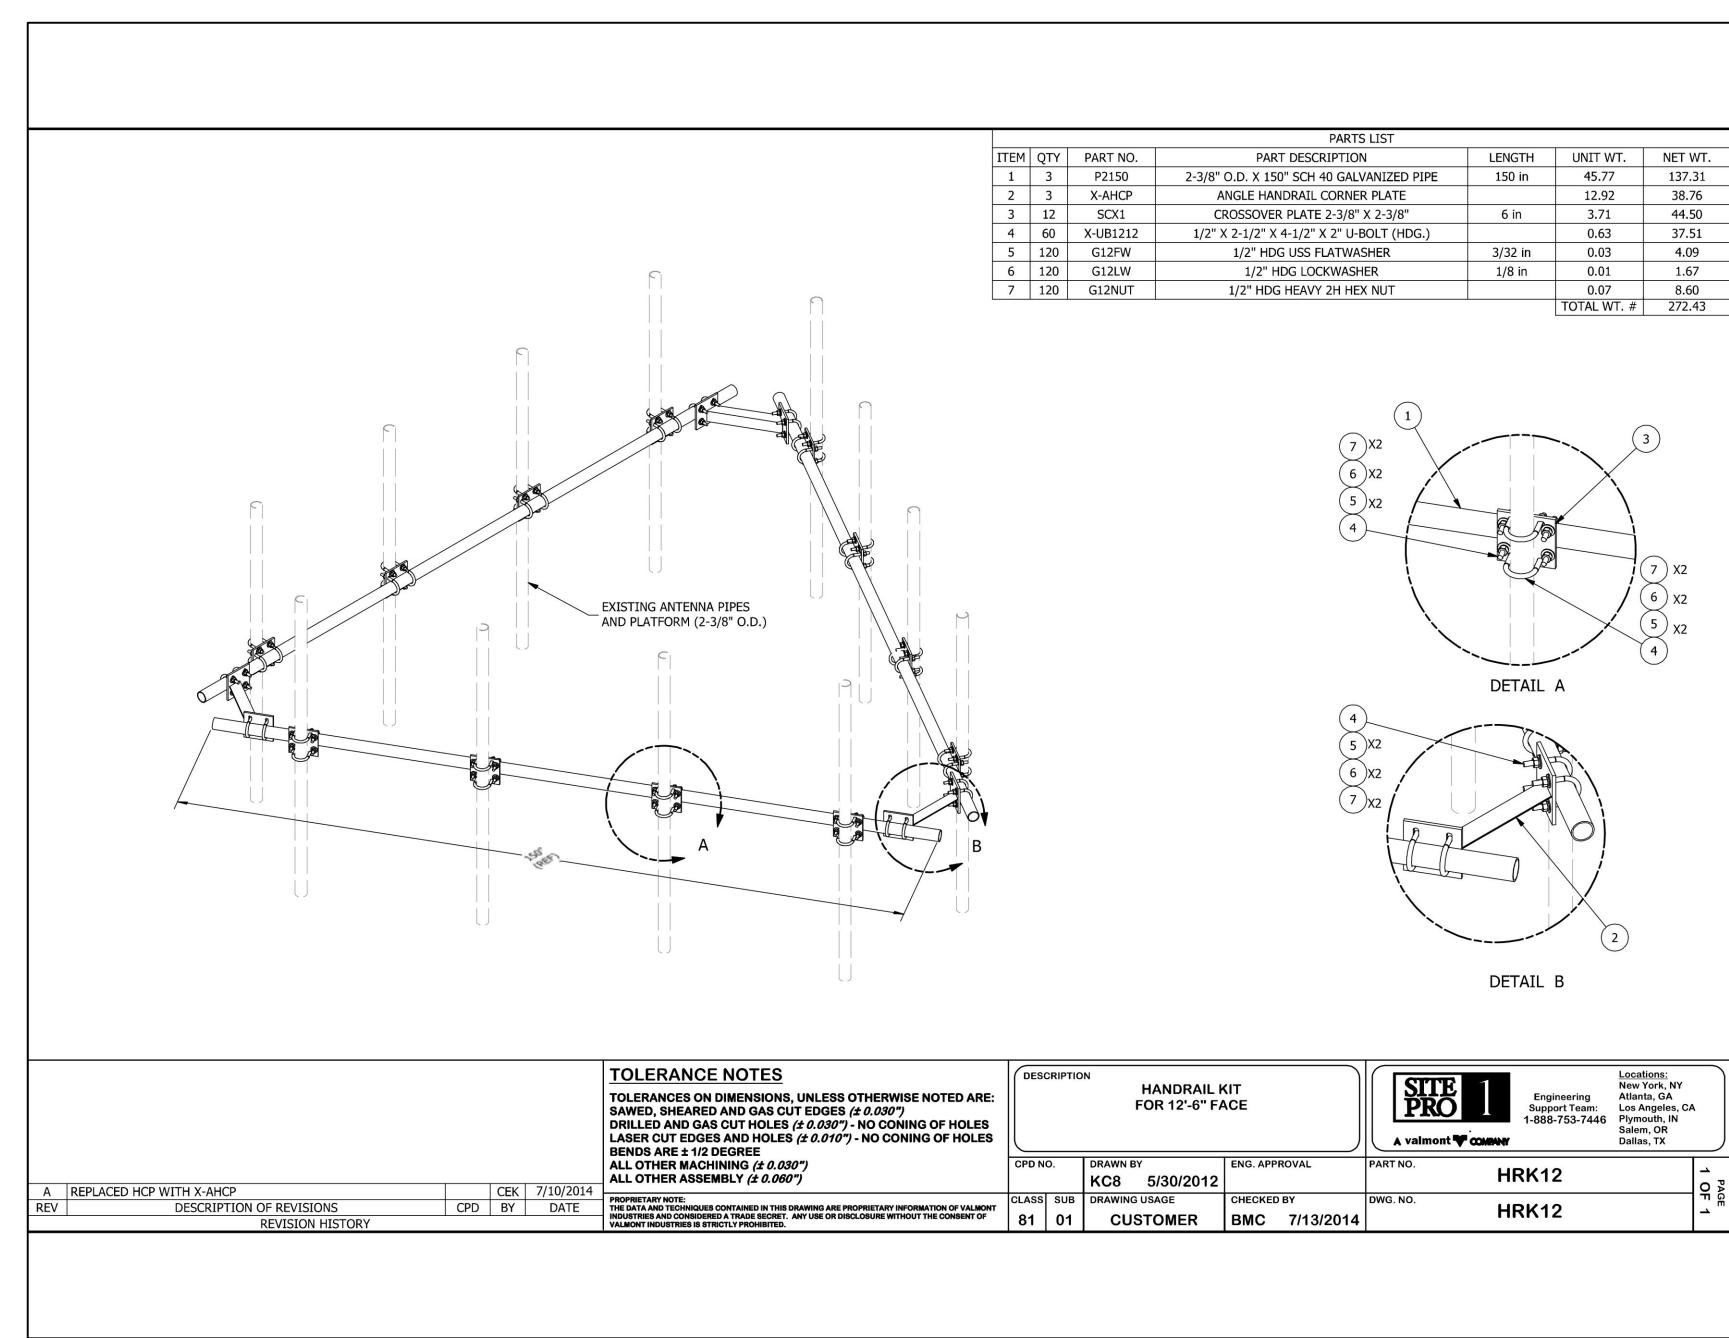 PARTS LIST
ITEM QTY PART NO. PART DESCRIPTION LENGTH UNIT WT. NET WT.
1 3 P2150 2-3/8" O.D. X 150" SCH 40 GALVANIZED PIPE 150 in 45.77 137.31
2 3 X-AHCP ANGLE HANDRAIL CORNER PLATE 12.92 38.76
3 12 SCX1 CROSSOVER PLATE 2-3/8" X 2-3/8" 6 in 3.71 44.50
4 60 X-UB1212 1/2" X 2-1/2" X 4-1/2" X 2" U-BOLT (HDG.) 0.63 37.51
5 120 G12FW 1/2" HDG USS FLATWASHER 3/32 in 0.03 4.09
6 120 G12LW 1/2" HDG LOCKWASHER 1/8 in 0.01 1.67
7 120 G12NUT 1/2" HDG HEAVY 2H HEX NUT 0.07 8.60
TOTAL WT. # 272.43
EXISTING ANTENNA PIPES
AND PLATFORM (2-3/8" O.D.)
150"
(REF)
A
B
1
3
7 X2
6 X2
5 X2
4
7 X2
6 X2
5 X2
4
DETAIL A
4
5 X2
6 X2
7 X2
2
DETAIL B
A REPLACED HCP WITH X-AHCP CEK 7/10/2014
REV DESCRIPTION OF REVISIONS CPD BY DATE
REVISION HISTORY
TOLERANCE NOTES
TOLERANCES ON DIMENSIONS, UNLESS OTHERWISE NOTED ARE:
SAWED, SHEARED AND GAS CUT EDGES (± 0.030")
DRILLED AND GAS CUT HOLES (± 0.030") - NO CONING OF HOLES
LASER CUT EDGES AND HOLES (± 0.010") - NO CONING OF HOLES
BENDS ARE ± 1/2 DEGREE
ALL OTHER MACHINING (± 0.030")
ALL OTHER ASSEMBLY (± 0.060")
PROPRIETARY NOTE:
THE DATA AND TECHNIQUES CONTAINED IN THIS DRAWING ARE PROPRIETARY INFORMATION OF VALMONT
INDUSTRIES AND CONSIDERED A TRADE SECRET. ANY USE OR DISCLOSURE WITHOUT THE CONSENT OF
VALMONT INDUSTRIES IS STRICTLY PROHIBITED.
DESCRIPTION
HANDRAIL KIT
FOR 12'-6" FACE
SITE PRO 1
A valmont COMPANY
Engineering
Support Team:
1-888-753-7446
Locations:
New York, NY
Atlanta, GA
Los Angeles, CA
Plymouth, IN
Salem, OR
Dallas, TX
CPD NO.
DRAWN BY
KC8 5/30/2012
ENG. APPROVAL
PART NO.
HRK12
CLASS SUB
81 01
DRAWING USAGE
CUSTOMER
CHECKED BY
BMC 7/13/2014
DWG. NO.
HRK12
PAGE
1 OF 1